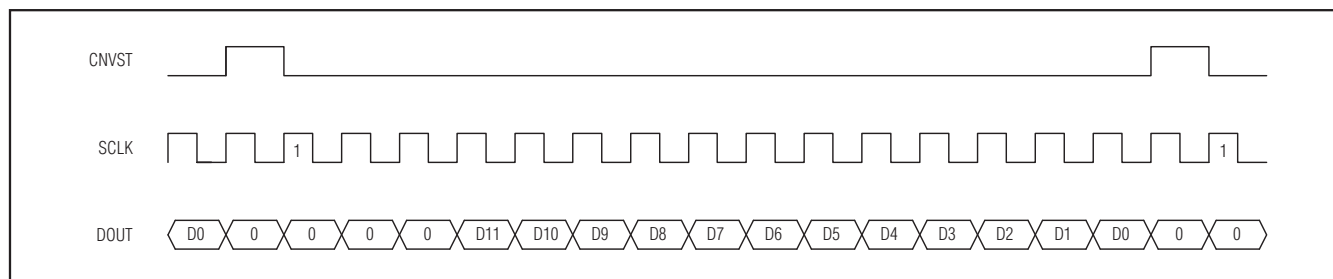 CNVST
SCLK 1 1
DOUT D0 0 0 0 0 D11 D10 D9 D8 D7 D6 D5 D4 D3 D2 D1 D0 0 0